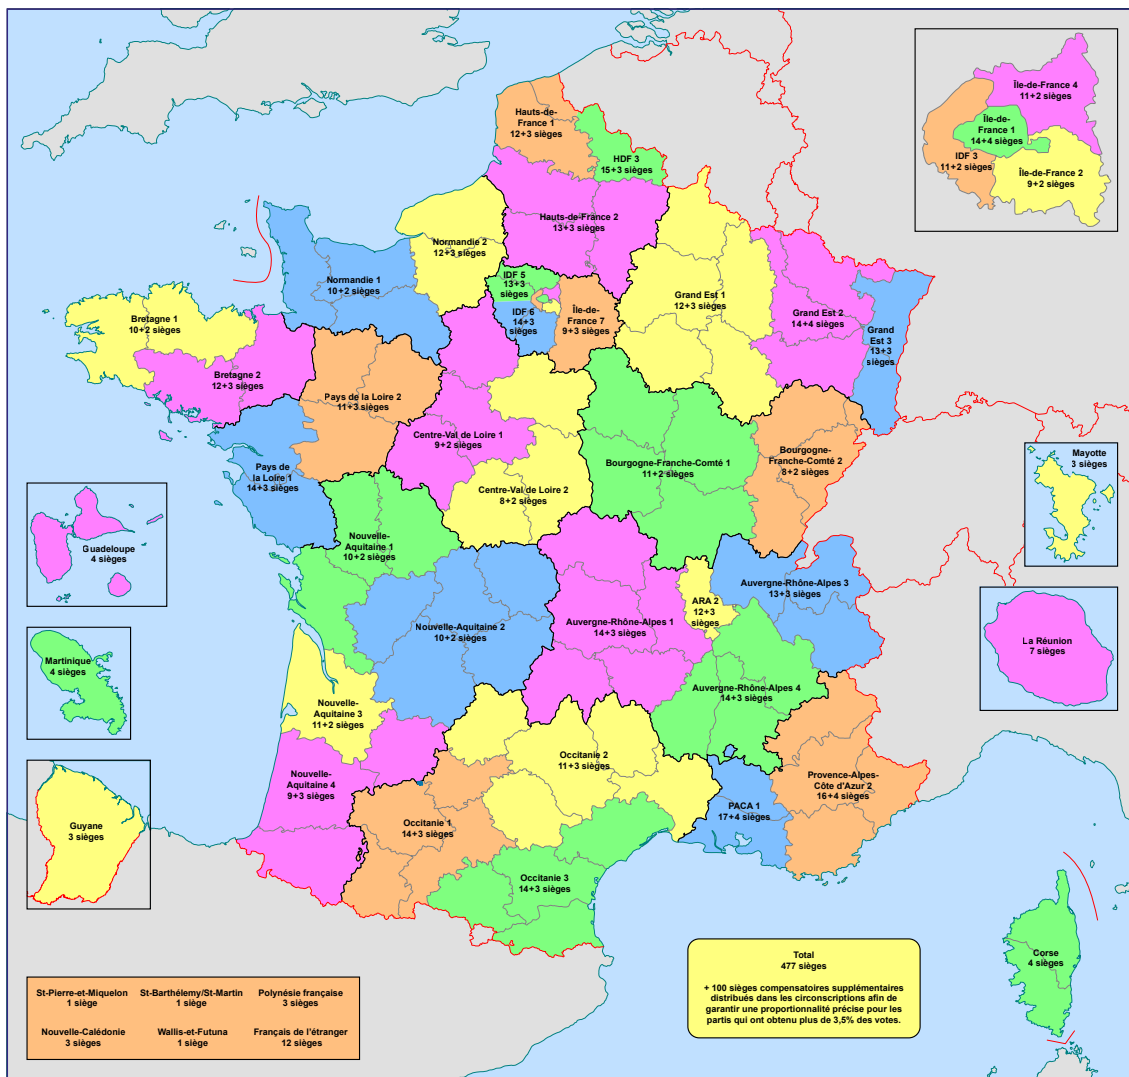 Hauts-de-
France 1
12+3 sièges
HDF 3
15+3 sièges
Hauts-de-France 2
13+3 sièges
Normandie 2
12+3 sièges
Normandie 1
10+2 sièges
IDF 5
13+3
sièges
IDF 6
14+3
sièges
Île-de-
France 7
9+3 sièges
Grand Est 1
12+3 sièges
Grand Est 2
14+4 sièges
Grand
Est 3
13+3
sièges
Île-de-France 4
11+2 sièges
Île-de-
France 1
14+4 sièges
IDF 3
11+2 sièges
Île-de-France 2
9+2 sièges
Bretagne 1
10+2 sièges
Bretagne 2
12+3 sièges
Pays de la Loire 2
11+3 sièges
Pays de
la Loire 1
14+3 sièges
Centre-Val de Loire 1
9+2 sièges
Centre-Val de Loire 2
8+2 sièges
Bourgogne-Franche-Comté 1
11+2 sièges
Bourgogne-
Franche-Comté 2
8+2 sièges
Mayotte
3 sièges
Guadeloupe
4 sièges
Nouvelle-
Aquitaine 1
10+2 sièges
Nouvelle-Aquitaine 2
10+2 sièges
Auvergne-Rhône-Alpes 1
14+3 sièges
ARA 2
12+3
sièges
Auvergne-Rhône-Alpes 3
13+3 sièges
Auvergne-Rhône-Alpes 4
14+3 sièges
La Réunion
7 sièges
Martinique
4 sièges
Nouvelle-
Aquitaine 3
11+2 sièges
Nouvelle-
Aquitaine 4
9+3 sièges
Occitanie 2
11+3 sièges
Occitanie 1
14+3 sièges
Occitanie 3
14+3 sièges
Provence-Alpes-
Côte d'Azur 2
16+4 sièges
PACA 1
17+4 sièges
Guyane
3 sièges
Corse
4 sièges
Total
477 sièges
+ 100 sièges compensatoires supplémentaires
distribués dans les circonscriptions afin de
garantir une proportionnalité précise pour les
partis qui ont obtenu plus de 3,5% des votes.
St-Pierre-et-Miquelon
1 siège
St-Barthélemy/St-Martin
1 siège
Polynésie française
3 sièges
Nouvelle-Calédonie
3 sièges
Wallis-et-Futuna
1 siège
Français de l'étranger
12 sièges